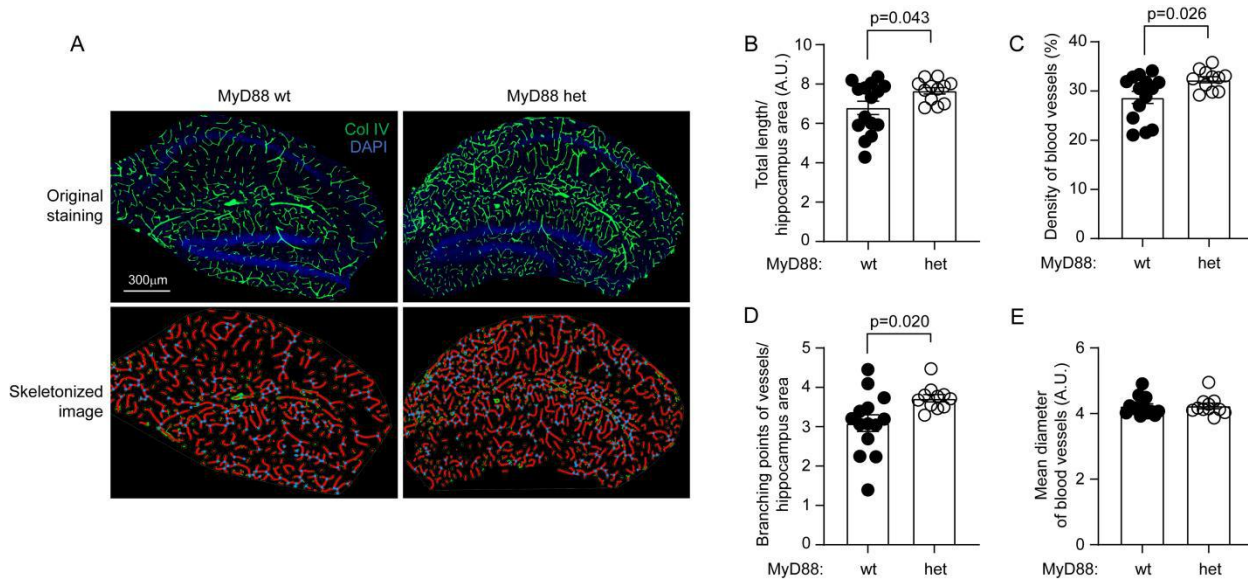 A
MyD88 wt
MyD88 het
Original
staining
Col IV
DAPI
300μm
Skeletonized
image
B
p=0.043
Total length/
hippocampus area (A.U.)
10
8
6
4
2
0
MyD88:
wt
het
C
p=0.026
Density of blood vessels (%)
40
30
20
10
0
MyD88:
wt
het
D
p=0.020
Branching points of vessels/
hippocampus area
5
4
3
2
1
0
MyD88:
wt
het
E
Mean diameter
of blood vessels (A.U.)
6
4
2
0
MyD88:
wt
het